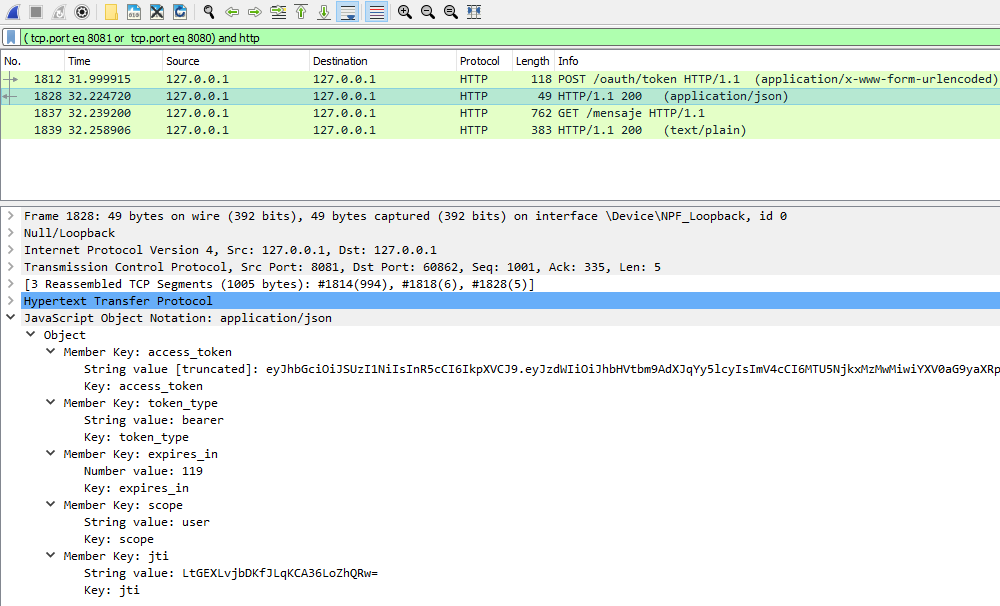 ( tcp.port eq 8081 or  tcp.port eq 8080) and http
No. Time Source Destination Protocol Length Info
1812 31.999915 127.0.0.1 127.0.0.1 HTTP 118 POST /oauth/token HTTP/1.1  (application/x-www-form-urlencoded)
1828 32.224720 127.0.0.1 127.0.0.1 HTTP 49 HTTP/1.1 200   (application/json)
1837 32.239200 127.0.0.1 127.0.0.1 HTTP 762 GET /mensaje HTTP/1.1
1839 32.258906 127.0.0.1 127.0.0.1 HTTP 383 HTTP/1.1 200   (text/plain)
Frame 1828: 49 bytes on wire (392 bits), 49 bytes captured (392 bits) on interface \Device\NPF_Loopback, id 0
Null/Loopback
Internet Protocol Version 4, Src: 127.0.0.1, Dst: 127.0.0.1
Transmission Control Protocol, Src Port: 8081, Dst Port: 60862, Seq: 1001, Ack: 335, Len: 5
[3 Reassembled TCP Segments (1005 bytes): #1814(994), #1818(6), #1828(5)]
Hypertext Transfer Protocol
JavaScript Object Notation: application/json
Object
Member Key: access_token
String value [truncated]: eyJhbGciOiJSUzI1NiIsInR5cCI6IkpXVCJ9.eyJzdWIiOiJhbHVtbm9AdXJqYy5lcyIsImV4cCI6MTU5NjkxMzMwMiwiYXV0aG9yaXRp
Key: access_token
Member Key: token_type
String value: bearer
Key: token_type
Member Key: expires_in
Number value: 119
Key: expires_in
Member Key: scope
String value: user
Key: scope
Member Key: jti
String value: LtGEXLvjbDKfJLqKCA36LoZhQRw=
Key: jti